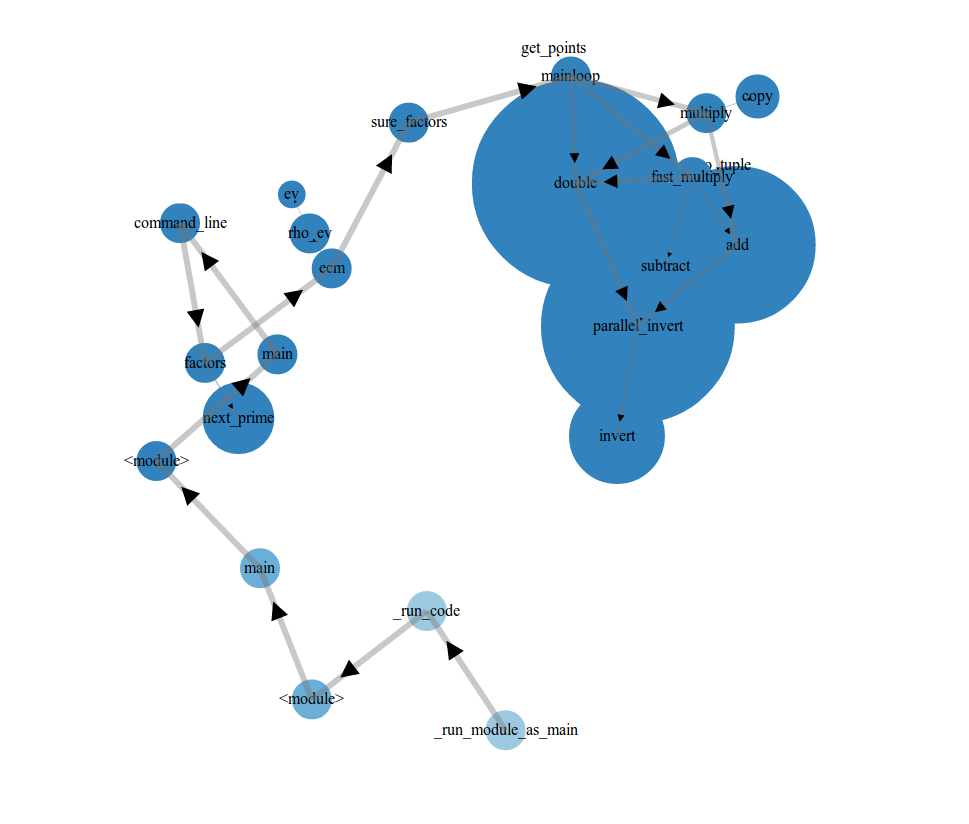 get_points
mainloop
copy
multiply
sure_factors
fast_multiply
double
ev
command_line
rho_ev
add
subtract
ecm
parallel_invert
main
factors
next_prime
invert
<module>
main
_run_code
<module>
_run_module_as_main